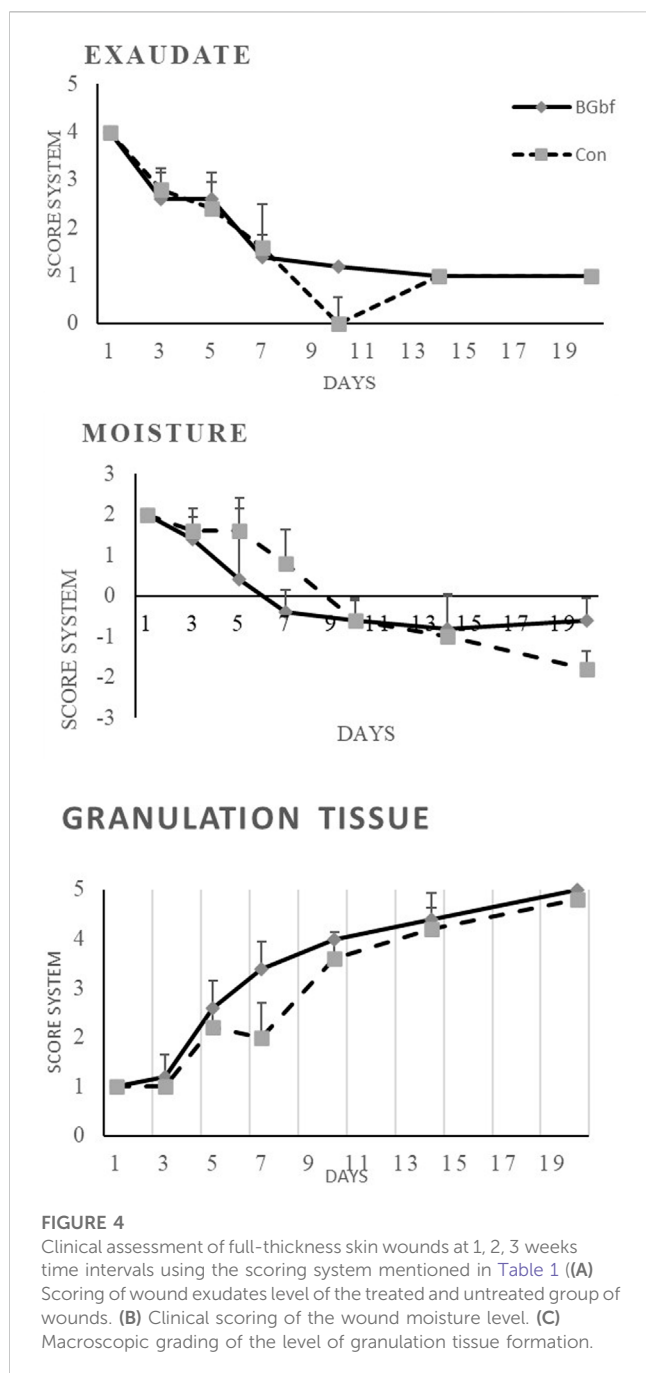 EXAUDATE
5
4
3
2
1
0
SCORE SYSTEM
BGbf
Con
1 3 5 7 9 11 13 15 17 19
DAYS
MOISTURE
3
2
1
0
-1
-2
-3
SCORE SYSTEM
1 3 5 7 9 11 13 15 17 19
DAYS
GRANULATION TISSUE
5
4
3
2
1
0
SCORE SYSTEM
1 3 5 7 9 11 13 15 17 19
DAYS
FIGURE 4
Clinical assessment of full-thickness skin wounds at 1, 2, 3 weeks
time intervals using the scoring system mentioned in Table 1 ((A)
Scoring of wound exudates level of the treated and untreated group of
wounds. (B) Clinical scoring of the wound moisture level. (C)
Macroscopic grading of the level of granulation tissue formation.